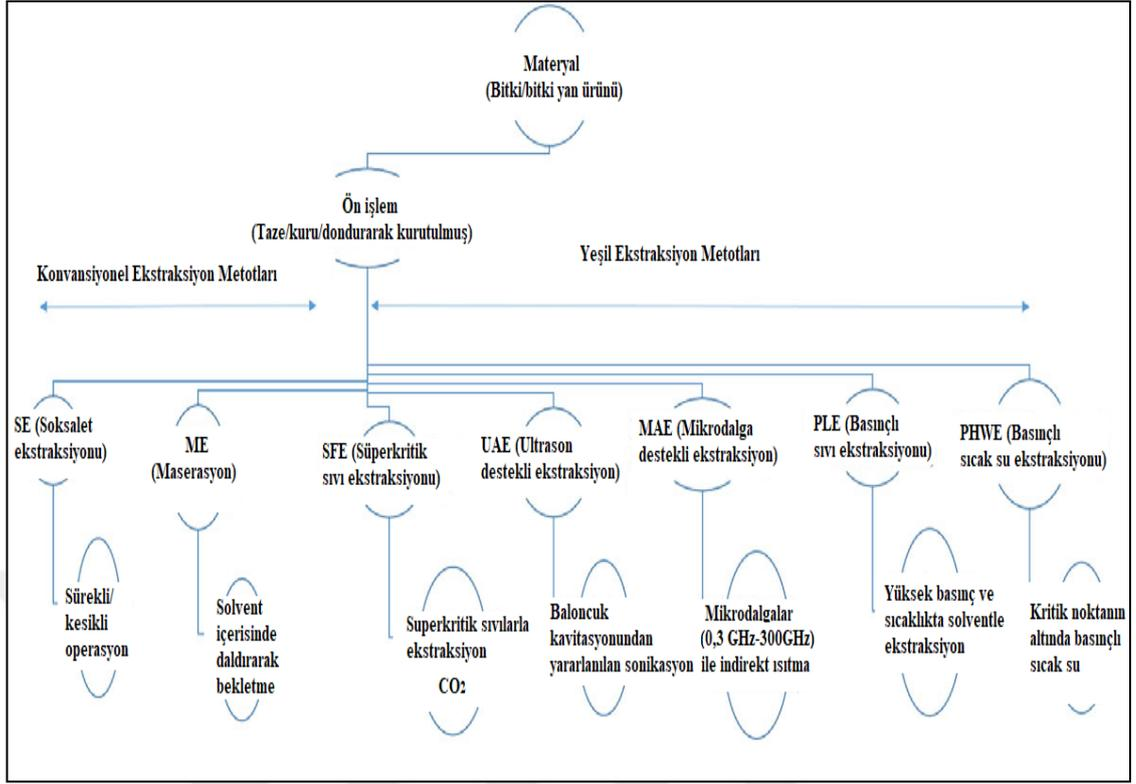 Materyal
(Bitki/bitki yan ürünü)
Ön işlem
(Taze/kuru/dondurarak kurutulmuş)
Konvansiyonel Ekstraksiyon Metotları
Yeşil Ekstraksiyon Metotları
SE (Soksalet
ekstraksiyonu)
ME
(Maserasyon)
SFE (Süperkritik
sıvı ekstraksiyonu)
UAE (Ultrason
destekli ekstraksiyon)
MAE (Mikrodalga
destekli ekstraksiyon)
PLE (Basınçlı
sıvı ekstraksiyonu)
PHWE (Basınçlı
sıcak su ekstraksiyonu)
Sürekli/
kesikli
operasyon
Solvent
içerisinde
daldırarak
bekletme
Superkritik sıvılarla
ekstraksiyon
CO2
Baloncuk
kavitasyonundan
yararlanılan sonikasyon
Mikrodalgalar
(0,3 GHz-300GHz)
ile indirekt ısıtma
Yüksek basınç ve
sıcaklıkta solventle
ekstraksiyon
Kritik noktanın
altında basınçlı
sıcak su